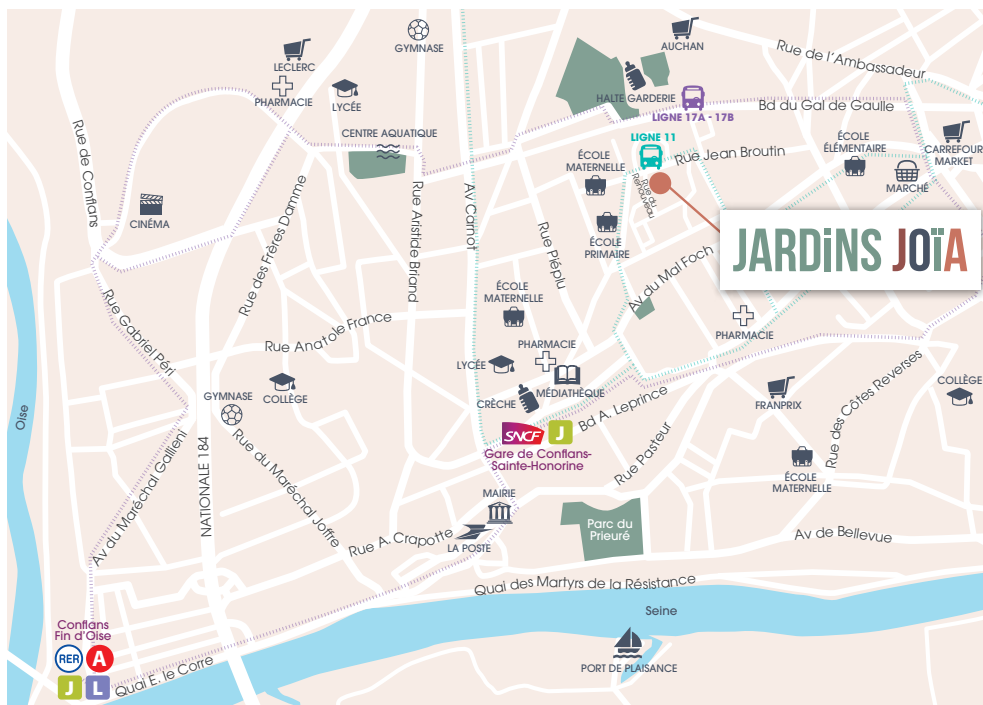 GYMNASE
AUCHAN
Rue de l'Ambassadeur
LECLERC
PHARMACIE
LYCÉE
HALTE GARDERIE
LIGNE 17A - 17B
Bd du Gal de Gaulle
Rue de Conflans
CENTRE AQUATIQUE
LIGNE 11
ÉCOLE
MATERNELLE
Rue Jean Broutin
ÉCOLE
ÉLÉMENTAIRE
CARREFOUR
MARKET
MARCHÉ
Rue du
Renouveau
CINÉMA
Rue des Frères Damme
Rue Aristide Briand
Av Carnot
Rue Piéplu
ÉCOLE
PRIMAIRE
JARDiNS JOÏA
Av du Mal Foch
ÉCOLE
MATERNELLE
Rue Gabriel Péri
Rue Anatole France
PHARMACIE
PHARMACIE
LYCÉE
MÉDIATHÈQUE
CRÈCHE
COLLÈGE
GYMNASE
FRANPRIX
COLLÈGE
Oise
Bd A. Leprince
Rue des Côtes Reverses
SNCF J
Gare de Conflans-
Sainte-Honorine
Rue Pasteur
Av du Maréchal Gallieni
NATIONALE 184
Rue du Maréchal Joffre
ÉCOLE
MATERNELLE
MAIRIE
Rue A. Crapotte
LA POSTE
Parc du
Prieuré
Av de Bellevue
Quai des Martyrs de la Résistance
Seine
Conflans
Fin d'Oise
RER A
J L
Quai E. le Corre
PORT DE PLAISANCE